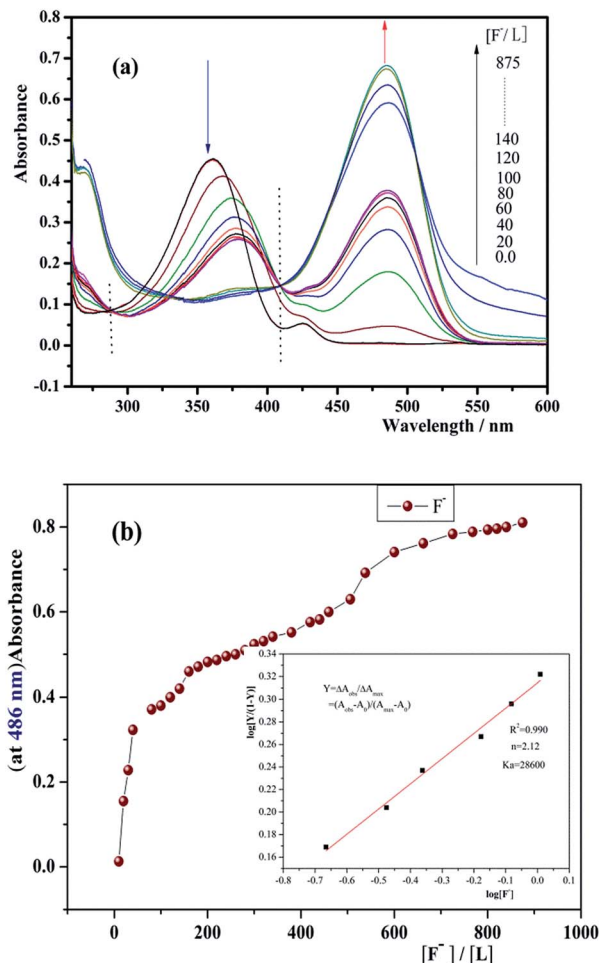 (a)
[F⁻/ L]
875
140
120
100
80
60
40
20
0.0
Absorbance
0.8
0.7
0.6
0.5
0.4
0.3
0.2
0.1
0.0
-0.1
300 350 400 450 500 550 600
Wavelength / nm
(b)
F⁻
(at 486 nm)Absorbance
0.8
0.6
0.4
0.2
0.0
0 200 400 600 800 1000
[F⁻] / [L]
log[Y/(1-Y)]
0.34
0.32
0.30
0.28
0.26
0.24
0.22
0.20
0.18
0.16
Y=ΔA_obs/ΔA_max
=(A_obs-A_0)/(A_max-A_0)
R²=0.990
n=2.12
Ka=28600
-0.8 -0.7 -0.6 -0.5 -0.4 -0.3 -0.2 -0.1 0.0 0.1
log[F⁻]